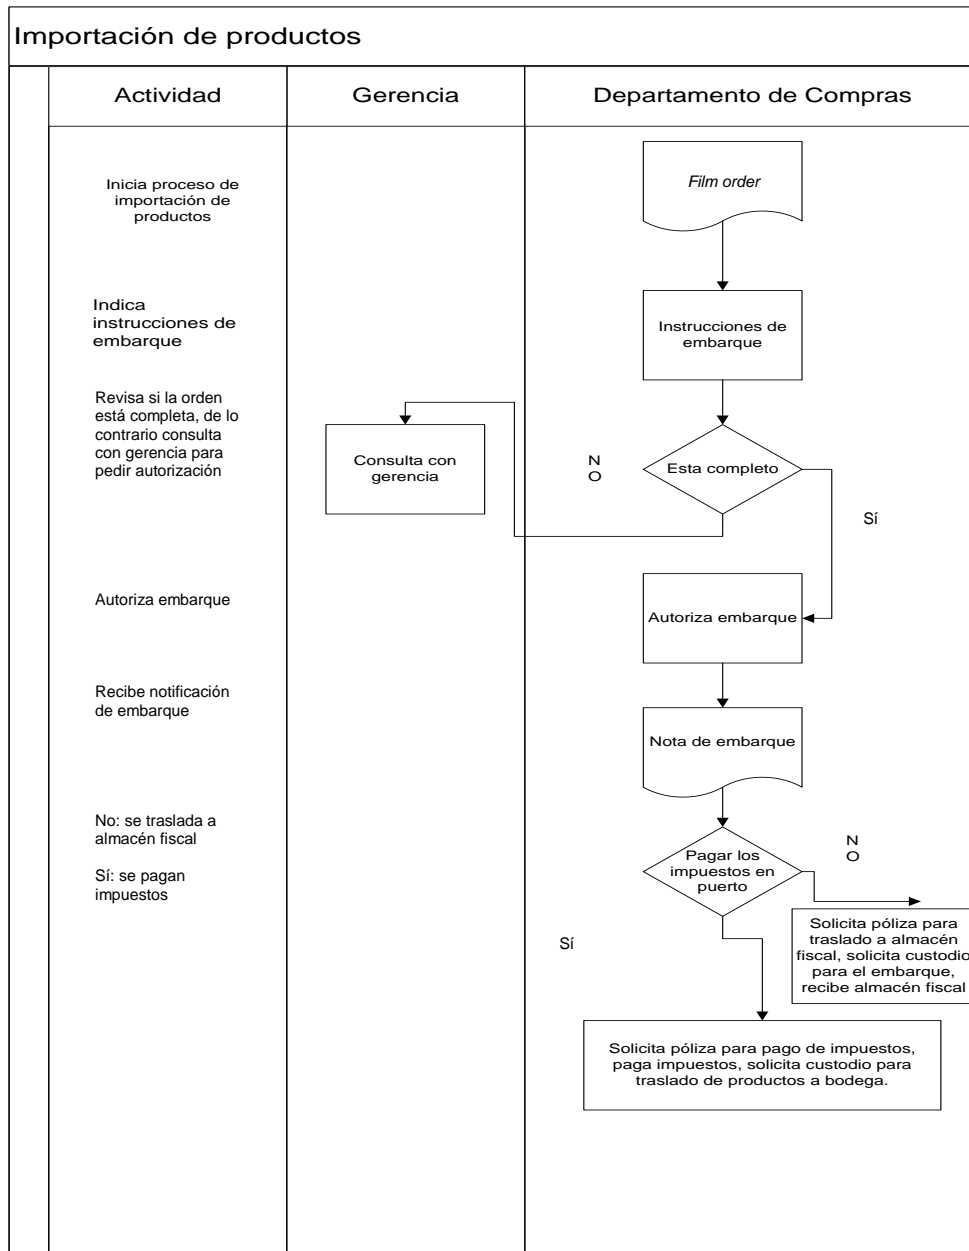 Importación de productos
Actividad
Gerencia
Departamento de Compras
Inicia proceso de
importación de
productos
Film order
Indica
instrucciones de
embarque
Instrucciones de
embarque
Revisa si la orden
está completa, de lo
contrario consulta
con gerencia para
pedir autorización
Consulta con
gerencia
N
O
Esta completo
Sí
Autoriza embarque
Autoriza embarque
Recibe notificación
de embarque
Nota de embarque
No: se traslada a
almacén fiscal
Sí: se pagan
impuestos
Pagar los
impuestos en
puerto
N
O
Sí
Solicita póliza para
traslado a almacén
fiscal, solicita custodio
para el embarque,
recibe almacén fiscal
Solicita póliza para pago de impuestos,
paga impuestos, solicita custodio para
traslado de productos a bodega.